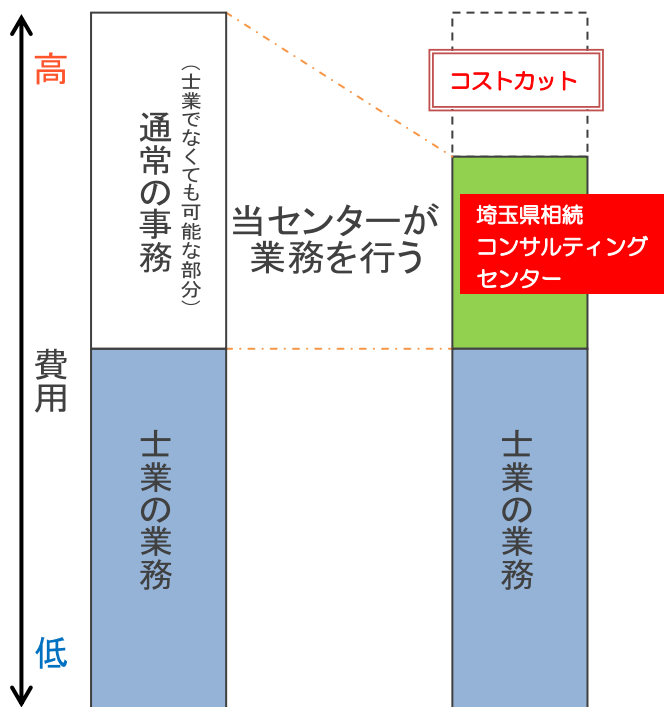 高
費用
低
通常の事務
（士業でなくても可能な部分）
士業の業務
当センターが
業務を行う
コストカット
埼玉県相続
コンサルティング
センター
士業の業務